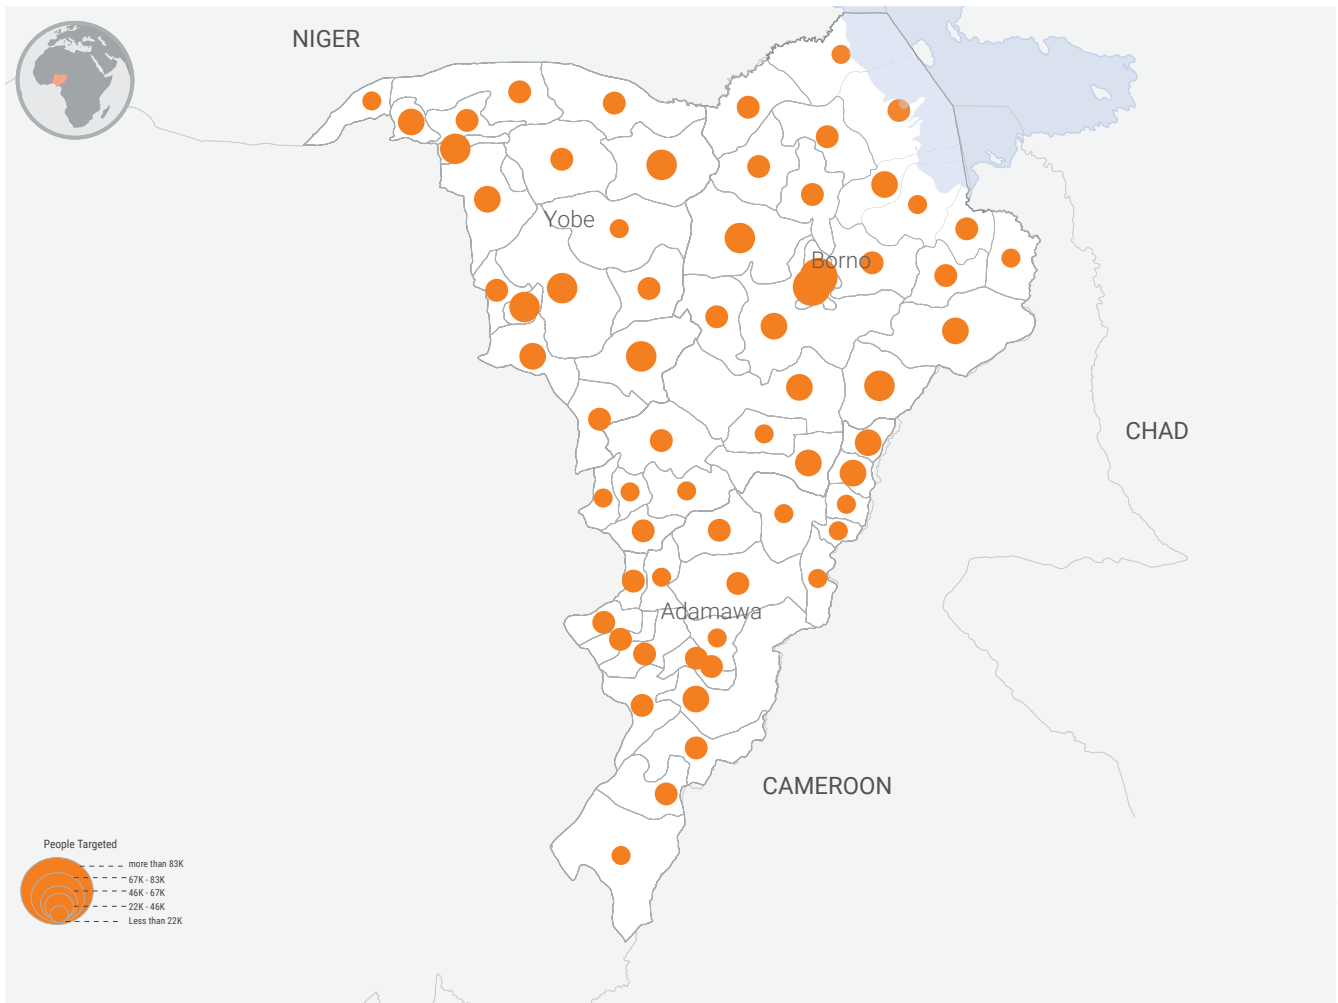 NIGER
Yobe
Borno
CHAD
Adamawa
CAMEROON
People Targeted
more than 83K
67K - 83K
46K - 67K
22K - 46K
Less than 22K